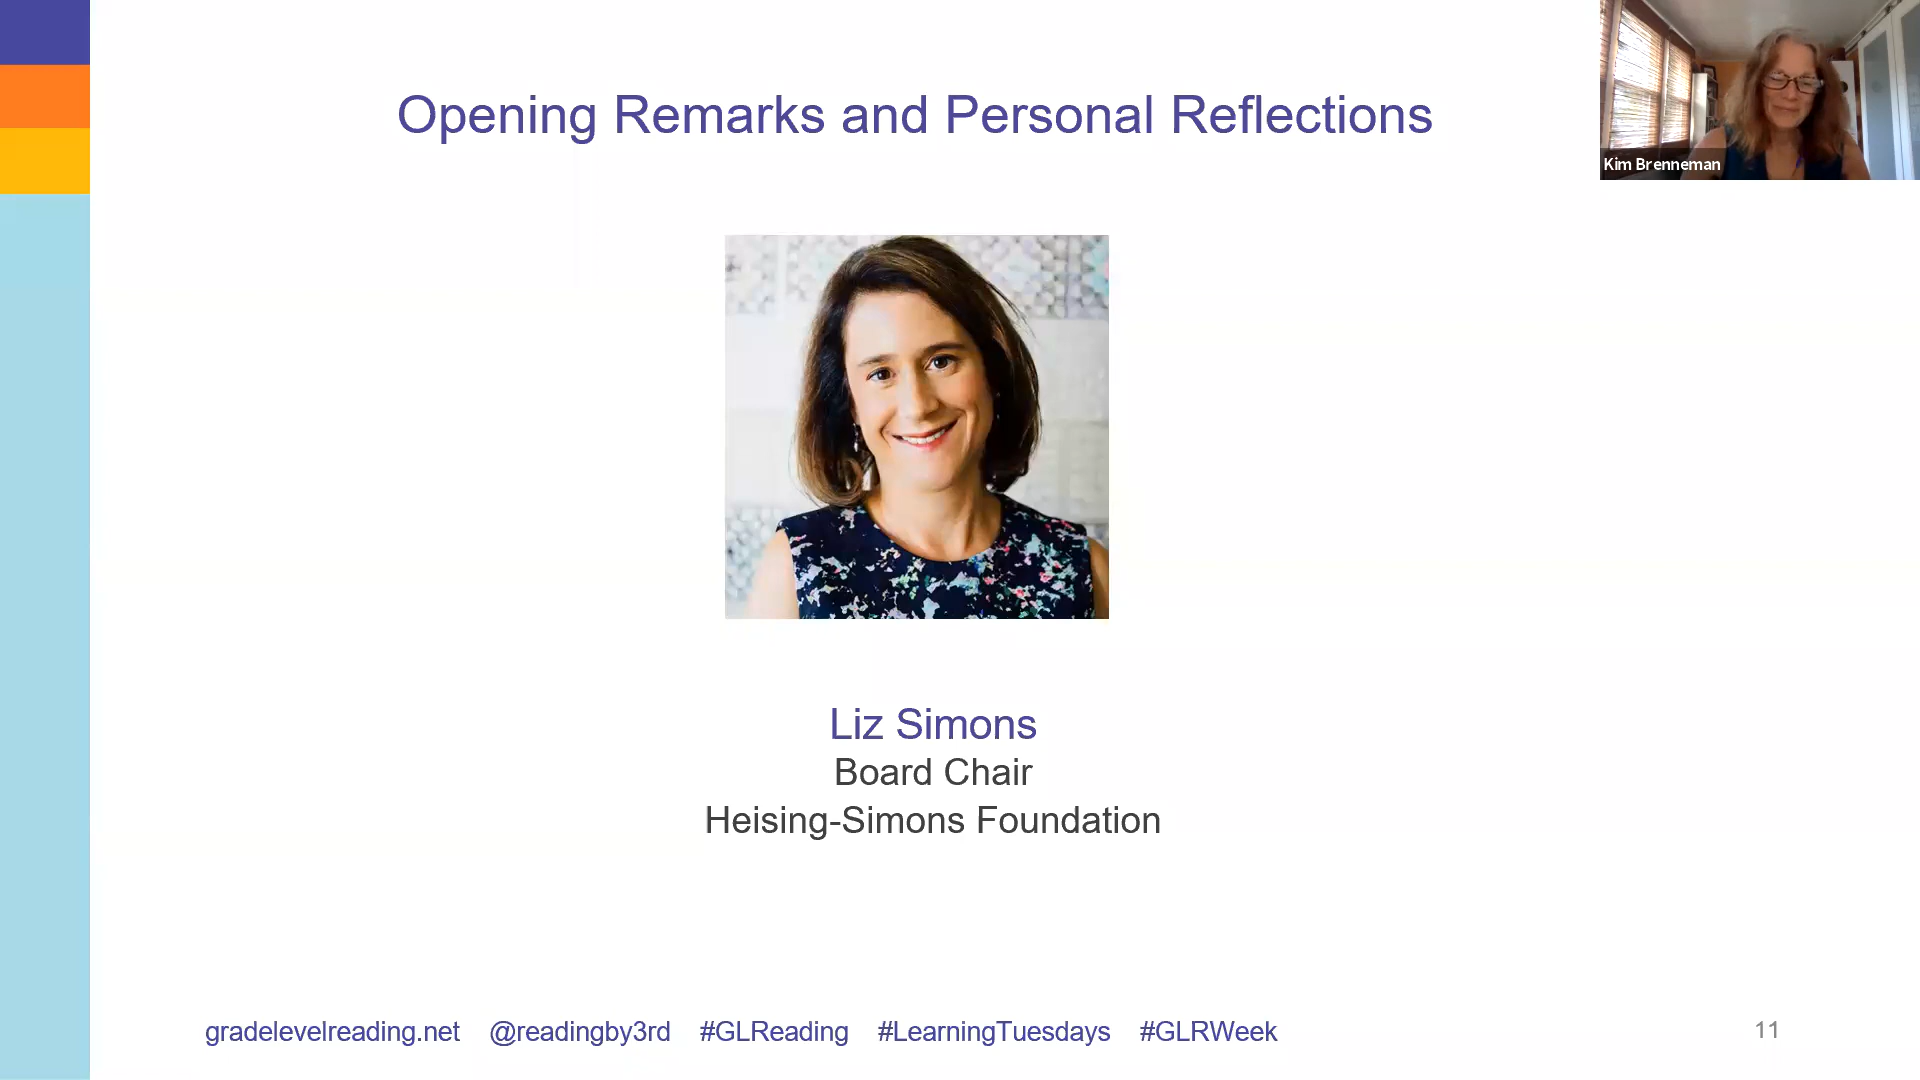 Opening Remarks and Personal Reflections
Kim Brenneman
Liz Simons
Board Chair
Heising-Simons Foundation
gradelevelreading.net @readingby3rd #GLReading #LearningTuesdays #GLRWeek 11